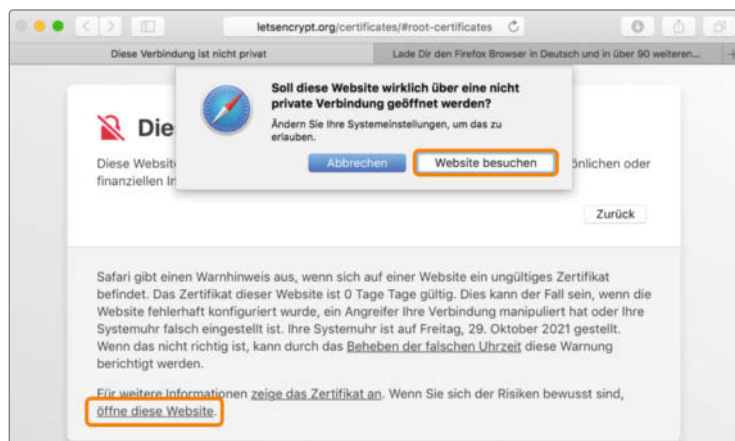 letsencrypt.org/certificates/#root-certificates
Diese Verbindung ist nicht privat
Lade Dir den Firefox Browser in Deutsch und in über 90 weiteren...
Soll diese Website wirklich über eine nicht
private Verbindung geöffnet werden?
Ändern Sie Ihre Systemeinstellungen, um das zu
erlauben.
Abbrechen
Website besuchen
Die
Diese Website
önlichen oder
finanziellen In
Zurück
Safari gibt einen Warnhinweis aus, wenn sich auf einer Website ein ungültiges Zertifikat
befindet. Das Zertifikat dieser Website ist 0 Tage Tage gültig. Dies kann der Fall sein, wenn die
Website fehlerhaft konfiguriert wurde, ein Angreifer Ihre Verbindung manipuliert hat oder Ihre
Systemuhr falsch eingestellt ist. Ihre Systemuhr ist auf Freitag, 29. Oktober 2021 gestellt.
Wenn das nicht richtig ist, kann durch das Beheben der falschen Uhrzeit diese Warnung
berichtigt werden.
Für weitere Informationen zeige das Zertifikat an. Wenn Sie sich der Risiken bewusst sind,
öffne diese Website.